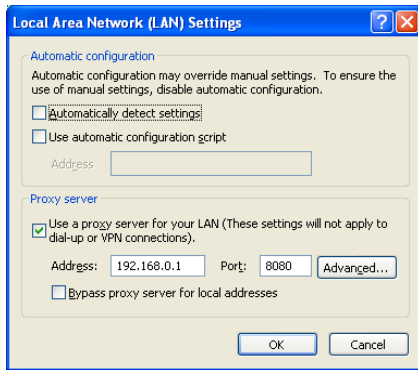 Local Area Network (LAN) Settings
Automatic configuration
Automatic configuration may override manual settings. To ensure the
use of manual settings, disable automatic configuration.
Automatically detect settings
Use automatic configuration script
Address
Proxy server
Use a proxy server for your LAN (These settings will not apply to
dial-up or VPN connections).
Address: 192.168.0.1 Port: 8080 Advanced...
Bypass proxy server for local addresses
OK Cancel